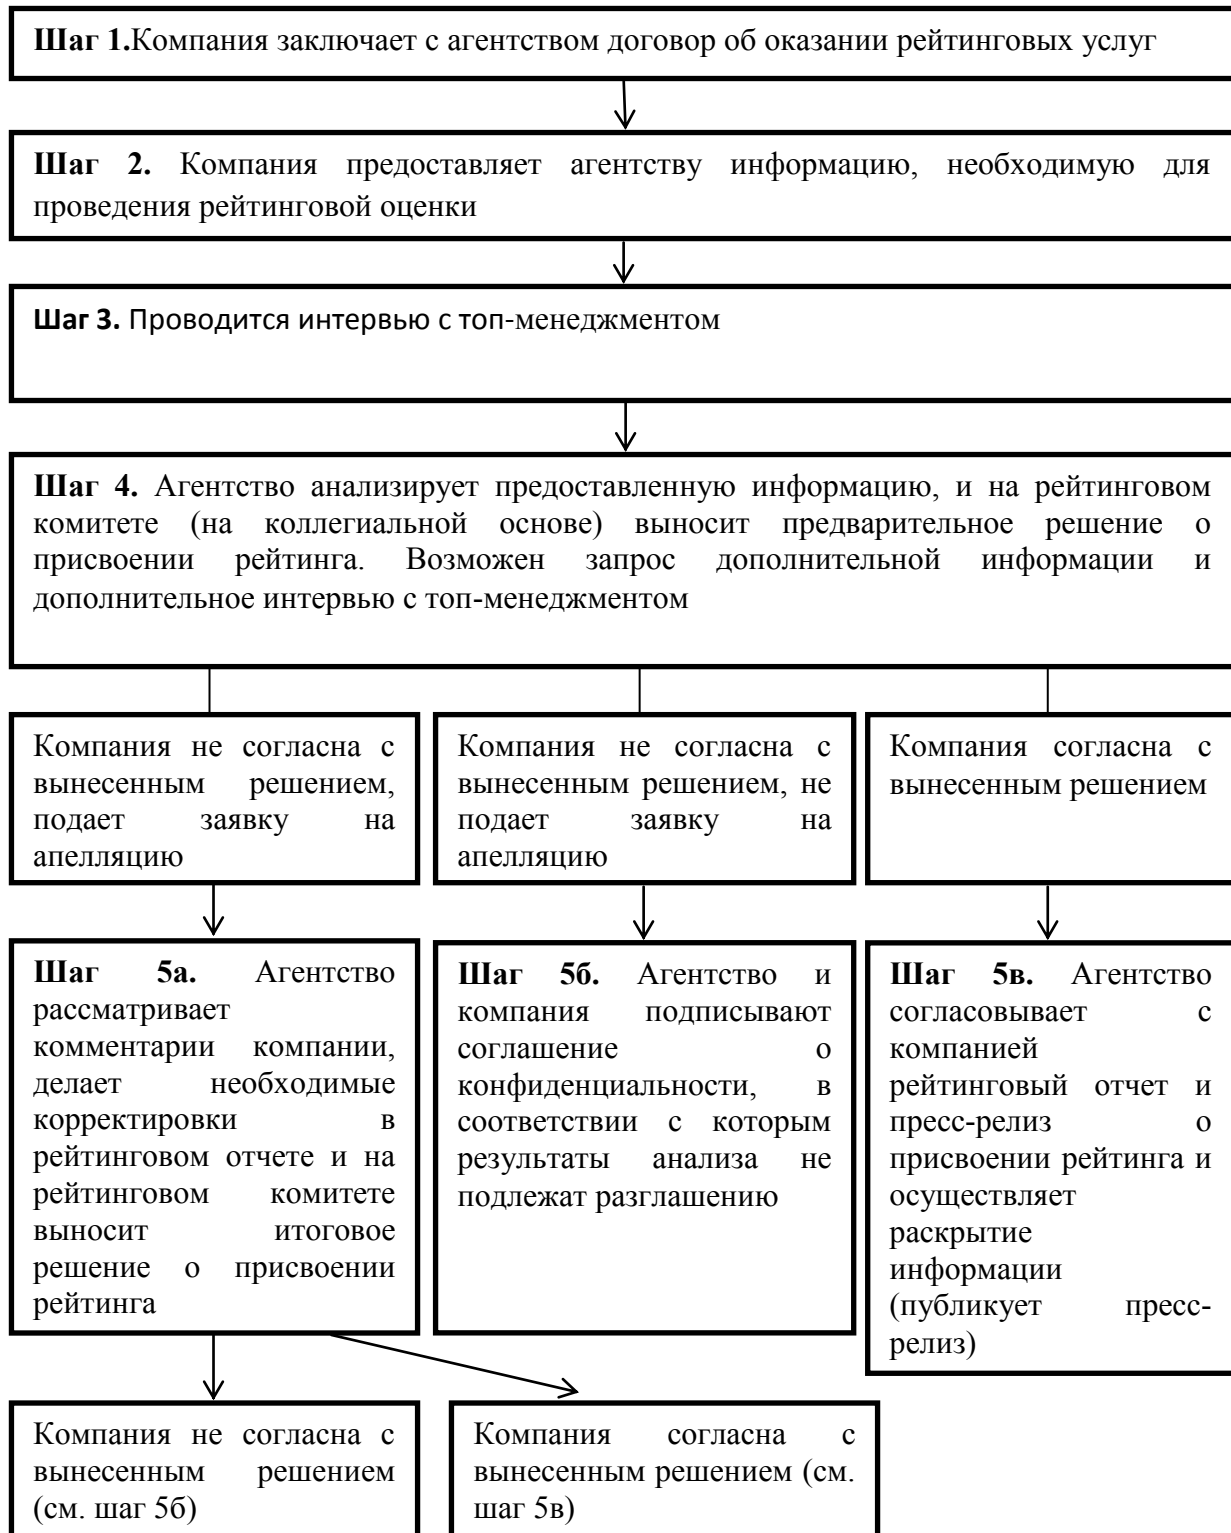 Шаг 1.Компания заключает с агентством договор об оказании рейтинговых услуг
Шаг 2. Компания предоставляет агентству информацию, необходимую для
проведения рейтинговой оценки
Шаг 3. Проводится интервью с топ-менеджментом
Шаг 4. Агентство анализирует предоставленную информацию, и на рейтинговом
комитете (на коллегиальной основе) выносит предварительное решение о
присвоении рейтинга. Возможен запрос дополнительной информации и
дополнительное интервью с топ-менеджментом
Компания не согласна с
вынесенным решением,
подает заявку на
апелляцию
Компания не согласна с
вынесенным решением, не
подает заявку на
апелляцию
Компания согласна с
вынесенным решением
Шаг 5а. Агентство
рассматривает
комментарии компании,
делает необходимые
корректировки в
рейтинговом отчете и на
рейтинговом комитете
выносит итоговое
решение о присвоении
рейтинга
Шаг 5б. Агентство и
компания подписывают
соглашение о
конфиденциальности, в
соответствии с которым
результаты анализа не
подлежат разглашению
Шаг 5в. Агентство
согласовывает с
компанией
рейтинговый отчет и
пресс-релиз о
присвоении рейтинга и
осуществляет
раскрытие
информации
(публикует пресс-
релиз)
Компания не согласна с
вынесенным решением
(см. шаг 5б)
Компания согласна с
вынесенным решением (см.
шаг 5в)